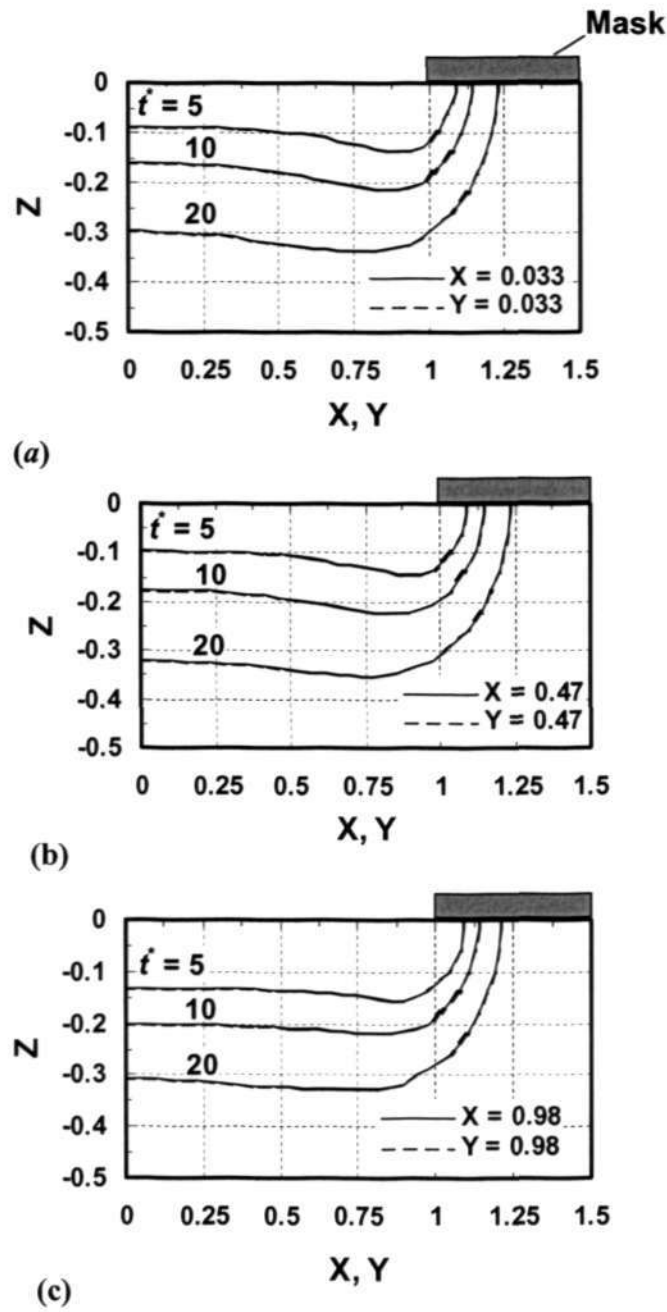 Mask
0
t* = 5
-0.1
10
-0.2
Z
20
-0.3
X = 0.033
-0.4
Y = 0.033
-0.5
0 0.25 0.5 0.75 1 1.25 1.5
X, Y
(a)
0
t* = 5
-0.1
10
-0.2
Z
20
-0.3
X = 0.47
-0.4
Y = 0.47
-0.5
0 0.25 0.5 0.75 1 1.25 1.5
X, Y
(b)
0
t* = 5
-0.1
10
-0.2
Z
20
-0.3
X = 0.98
-0.4
Y = 0.98
-0.5
0 0.25 0.5 0.75 1 1.25 1.5
X, Y
(c)